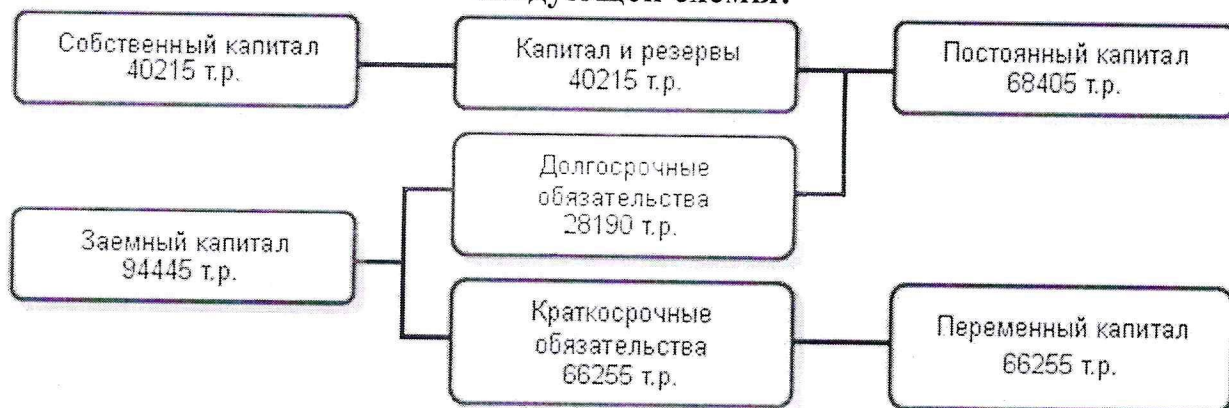 Собственный капитал
40215 т.р.
Капитал и резервы
40215 т.р.
Постоянный капитал
68405 т.р.
Долгосрочные
обязательства
28190 т.р.
Заемный капитал
94445 т.р.
Краткосрочные
обязательства
66255 т.р.
Переменный капитал
66255 т.р.